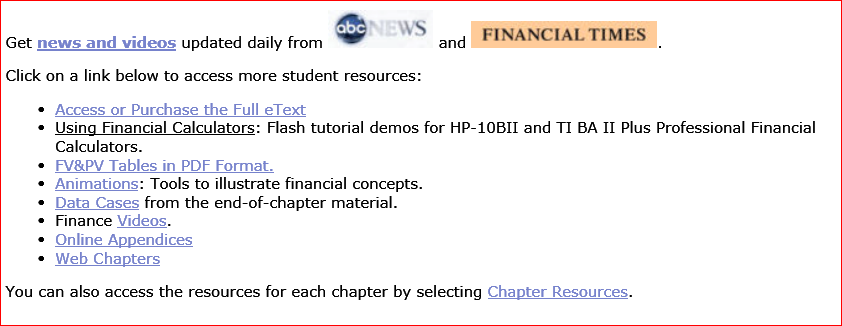 Get news and videos updated daily from abc NEWS and FINANCIAL TIMES.
Click on a link below to access more student resources:
• Access or Purchase the Full eText
• Using Financial Calculators: Flash tutorial demos for HP-10BII and TI BA II Plus Professional Financial
Calculators.
• FV&PV Tables in PDF Format.
• Animations: Tools to illustrate financial concepts.
• Data Cases from the end-of-chapter material.
• Finance Videos.
• Online Appendices
• Web Chapters
You can also access the resources for each chapter by selecting Chapter Resources.